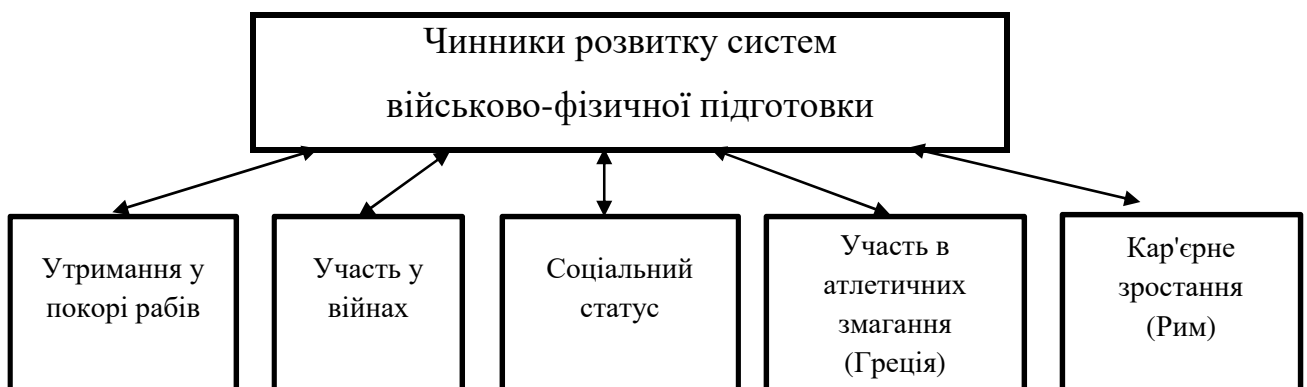 Чинники розвитку систем
військово-фізичної підготовки
Утримання у
покорі рабів
Участь у
війнах
Соціальний
статус
Участь в
атлетичних
змагання
(Греція)
Кар'єрне
зростання
(Рим)